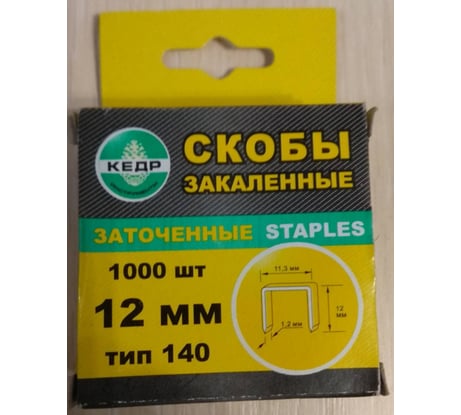 КЕДР
СКОБЫ
ЗАКАЛЕННЫЕ
ЗАТОЧЕННЫЕ STAPLES
1000 шт
12 мм
тип 140
11,3 мм
12
мм
1,2 мм